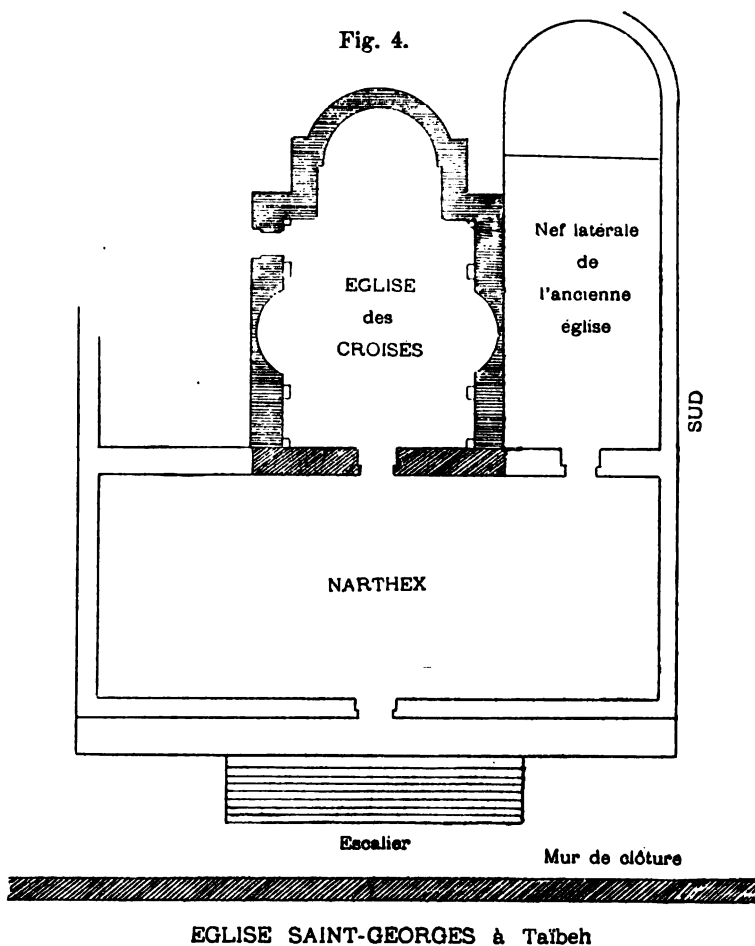 Fig. 4.
Nef latérale
de
l'ancienne
église
EGLISE
des
CROISÉS
SUD
NARTHEX
Escalier
Mur de clôture
EGLISE SAINT-GEORGES à Taïbeh